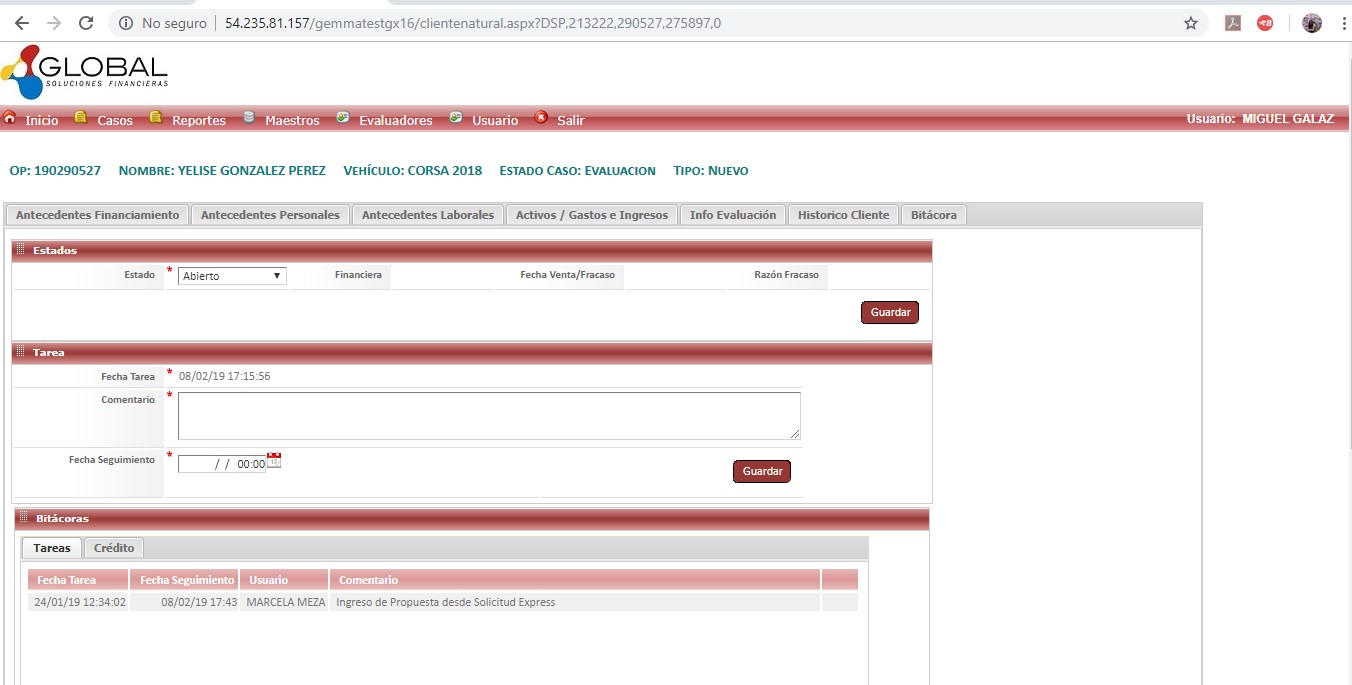 No seguro | 54.235.81.157/gemmatestgx16/clientenatural.aspx?DSP,213222,290527,275897,0
GLOBAL
SOLUCIONES FINANCIERAS
Inicio Casos Reportes Maestros Evaluadores Usuario Salir Usuario: MIGUEL GALAZ
OP: 190290527 NOMBRE: YELISE GONZALEZ PEREZ VEHÍCULO: CORSA 2018 ESTADO CASO: EVALUACION TIPO: NUEVO
Antecedentes Financiamiento Antecedentes Personales Antecedentes Laborales Activos / Gastos e Ingresos Info Evaluación Historico Cliente Bitácora
Estados
Estado * Abierto Financiera Fecha Venta/Fracaso Razón Fracaso
Guardar
Tarea
Fecha Tarea * 08/02/19 17:15:56
Comentario *
Fecha Seguimiento * / / 00:00
Guardar
Bitácoras
Tareas Crédito
Fecha Tarea Fecha Seguimiento Usuario Comentario
24/01/19 12:34:02 08/02/19 17:43 MARCELA MEZA Ingreso de Propuesta desde Solicitud Express